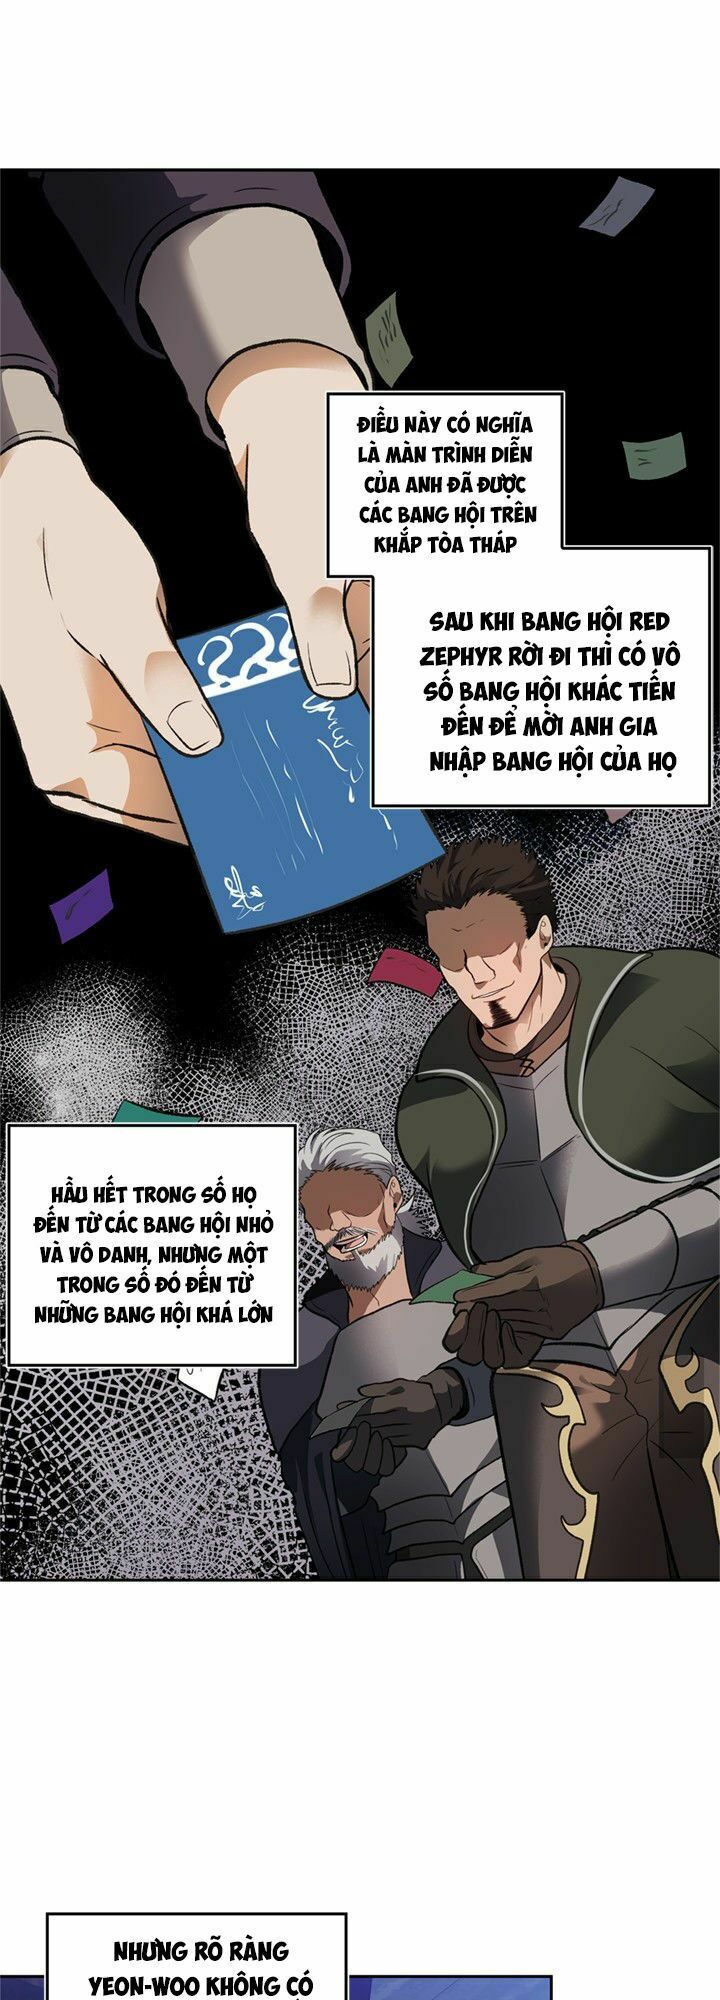 ĐIỀU NÀY CÓ NGHĨA
LÀ MÀN TRÌNH DIỄN
CỦA ANH ĐÃ ĐƯỢC
CÁC BANG HỘI TRÊN
KHẮP TÒA THÁP
SAU KHI BANG HỘI RED
ZEPHYR RỜI ĐI THÌ CÓ VÔ
SỐ BANG HỘI KHÁC TIẾN
ĐẾN ĐỂ MỜI ANH GIA
NHẬP BANG HỘI CỦA HỌ
HẦU HẾT TRONG SỐ HỌ
ĐẾN TỪ CÁC BANG HỘI NHỎ
VÀ VÔ DANH, NHƯNG MỘT
TRONG SỐ ĐÓ ĐẾN TỪ
NHỮNG BANG HỘI KHÁ LỚN
NHƯNG RÕ RÀNG
YEON-WOO KHÔNG CÓ